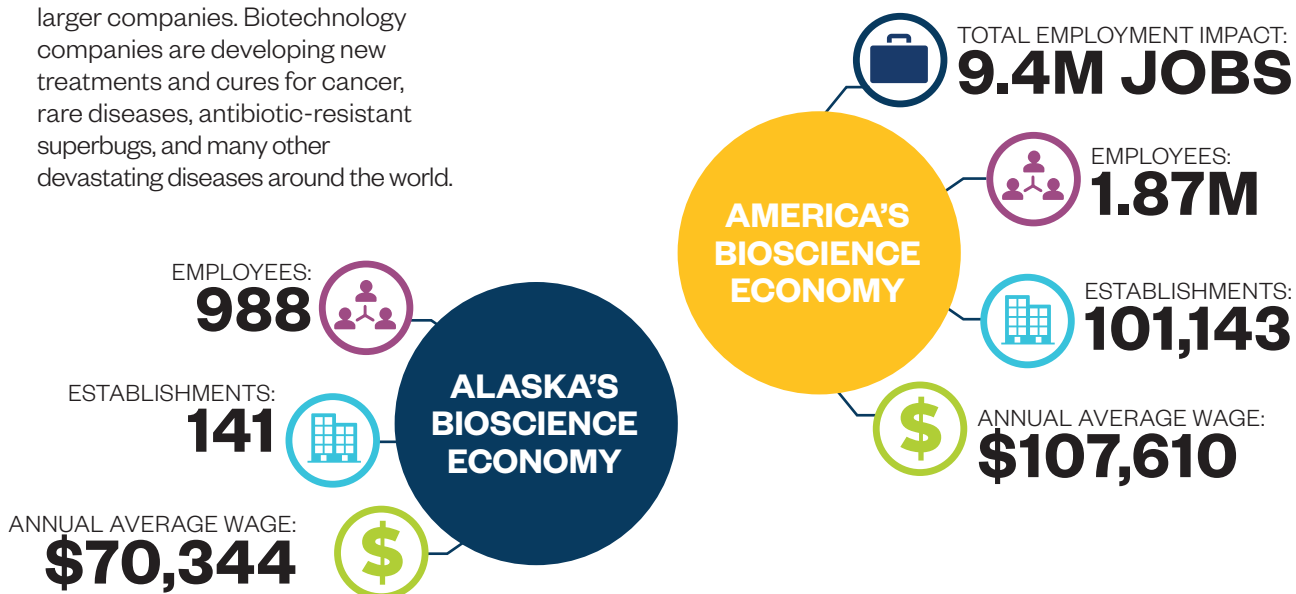 larger companies. Biotechnology
companies are developing new
treatments and cures for cancer,
rare diseases, antibiotic-resistant
superbugs, and many other
devastating diseases around the world.
EMPLOYEES:
988
ESTABLISHMENTS:
141
ANNUAL AVERAGE WAGE:
$70,344
$
ALASKA'S
BIOSCIENCE
ECONOMY
AMERICA'S
BIOSCIENCE
ECONOMY
TOTAL EMPLOYMENT IMPACT:
9.4M JOBS
EMPLOYEES:
1.87M
ESTABLISHMENTS:
101,143
$
ANNUAL AVERAGE WAGE:
$107,610